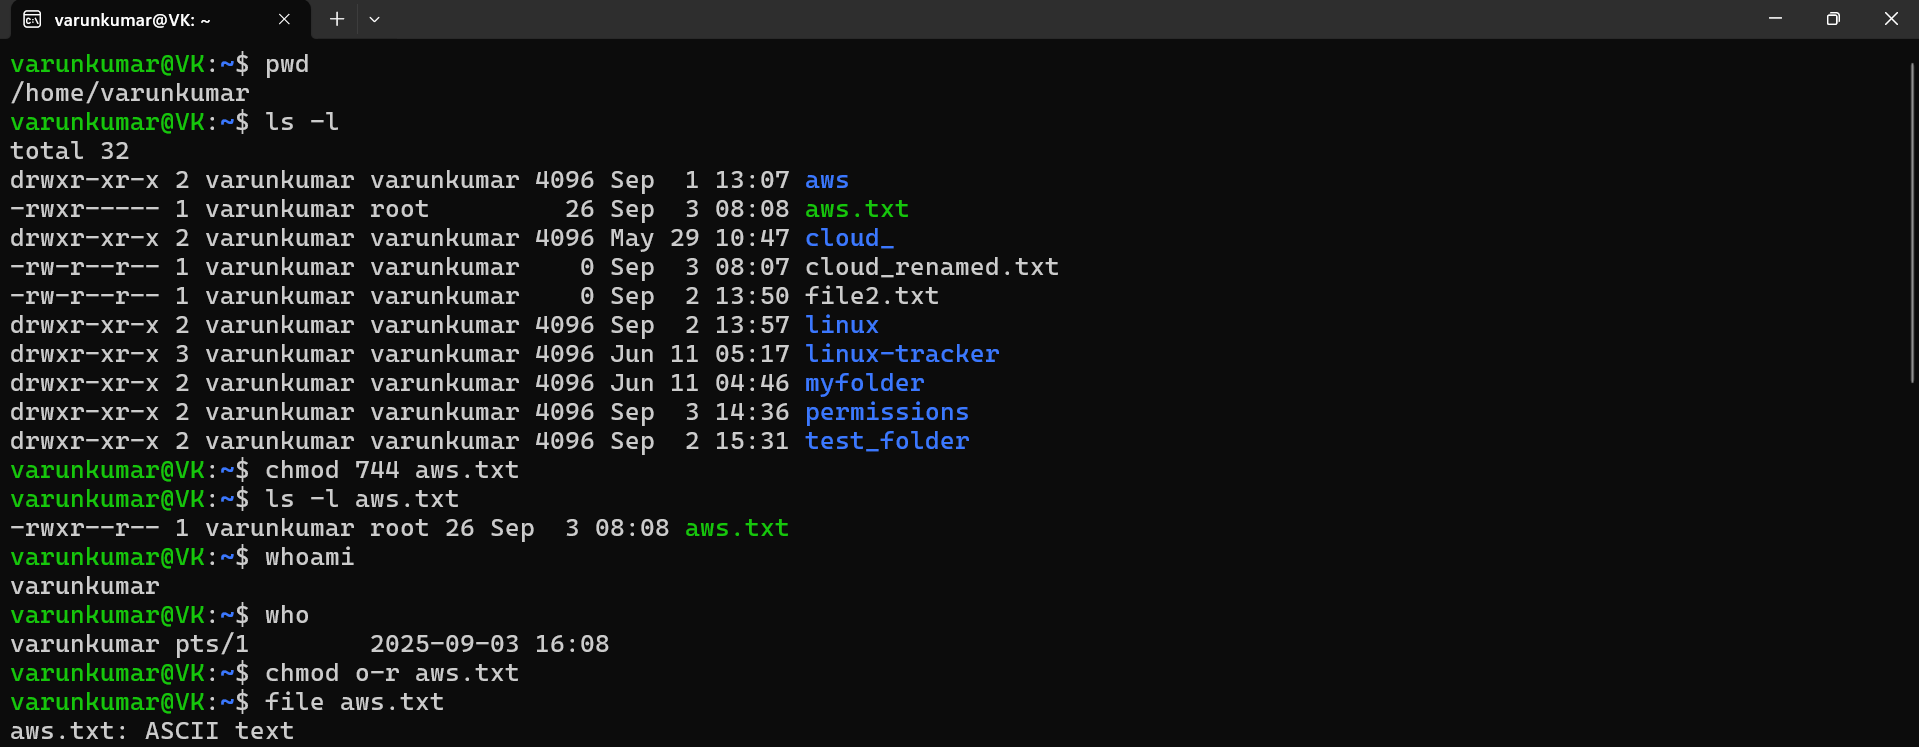 varunkumar@VK: ~
varunkumar@VK:~$ pwd
/home/varunkumar
varunkumar@VK:~$ ls -l
total 32
drwxr-xr-x 2 varunkumar varunkumar 4096 Sep  1 13:07 aws
-rwxr----- 1 varunkumar root         26 Sep  3 08:08 aws.txt
drwxr-xr-x 2 varunkumar varunkumar 4096 May 29 10:47 cloud_
-rw-r--r-- 1 varunkumar varunkumar    0 Sep  3 08:07 cloud_renamed.txt
-rw-r--r-- 1 varunkumar varunkumar    0 Sep  2 13:50 file2.txt
drwxr-xr-x 2 varunkumar varunkumar 4096 Sep  2 13:57 linux
drwxr-xr-x 3 varunkumar varunkumar 4096 Jun 11 05:17 linux-tracker
drwxr-xr-x 2 varunkumar varunkumar 4096 Jun 11 04:46 myfolder
drwxr-xr-x 2 varunkumar varunkumar 4096 Sep  3 14:36 permissions
drwxr-xr-x 2 varunkumar varunkumar 4096 Sep  2 15:31 test_folder
varunkumar@VK:~$ chmod 744 aws.txt
varunkumar@VK:~$ ls -l aws.txt
-rwxr--r-- 1 varunkumar root 26 Sep  3 08:08 aws.txt
varunkumar@VK:~$ whoami
varunkumar
varunkumar@VK:~$ who
varunkumar pts/1        2025-09-03 16:08
varunkumar@VK:~$ chmod o-r aws.txt
varunkumar@VK:~$ file aws.txt
aws.txt: ASCII text